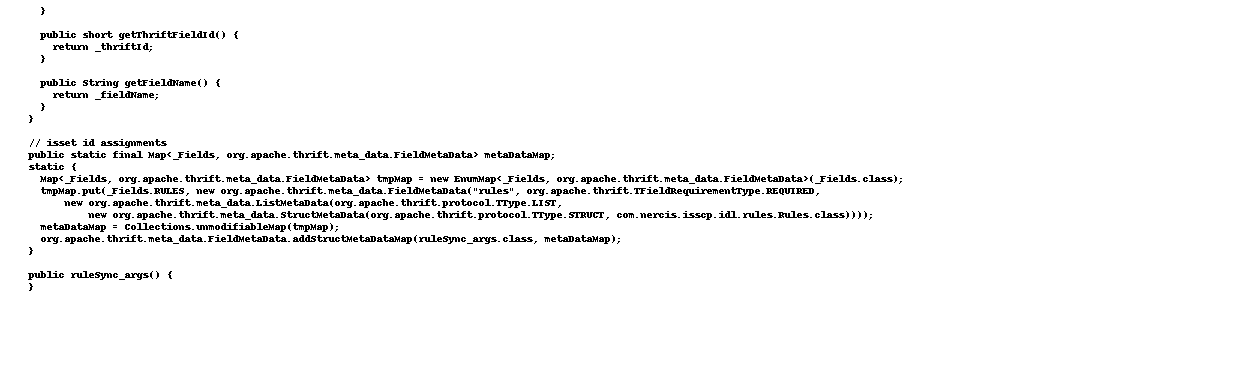 }

public short getThriftFieldId() {
return _thriftId;
}

public String getFieldName() {
return _fieldName;
}
}

// isset id assignments
public static final Map<_Fields, org.apache.thrift.meta_data.FieldMetaData> metaDataMap;
static {
Map<_Fields, org.apache.thrift.meta_data.FieldMetaData> tmpMap = new EnumMap<_Fields, org.apache.thrift.meta_data.FieldMetaData>(_Fields.class);
tmpMap.put(_Fields.RULES, new org.apache.thrift.meta_data.FieldMetaData("rules", org.apache.thrift.TFieldRequirementType.REQUIRED,
new org.apache.thrift.meta_data.ListMetaData(org.apache.thrift.protocol.TType.LIST,
new org.apache.thrift.meta_data.StructMetaData(org.apache.thrift.protocol.TType.STRUCT, com.nercis.isscp.idl.rules.Rules.class))));
metaDataMap = Collections.unmodifiableMap(tmpMap);
org.apache.thrift.meta_data.FieldMetaData.addStructMetaDataMap(ruleSync_args.class, metaDataMap);
}

public ruleSync_args() {
}